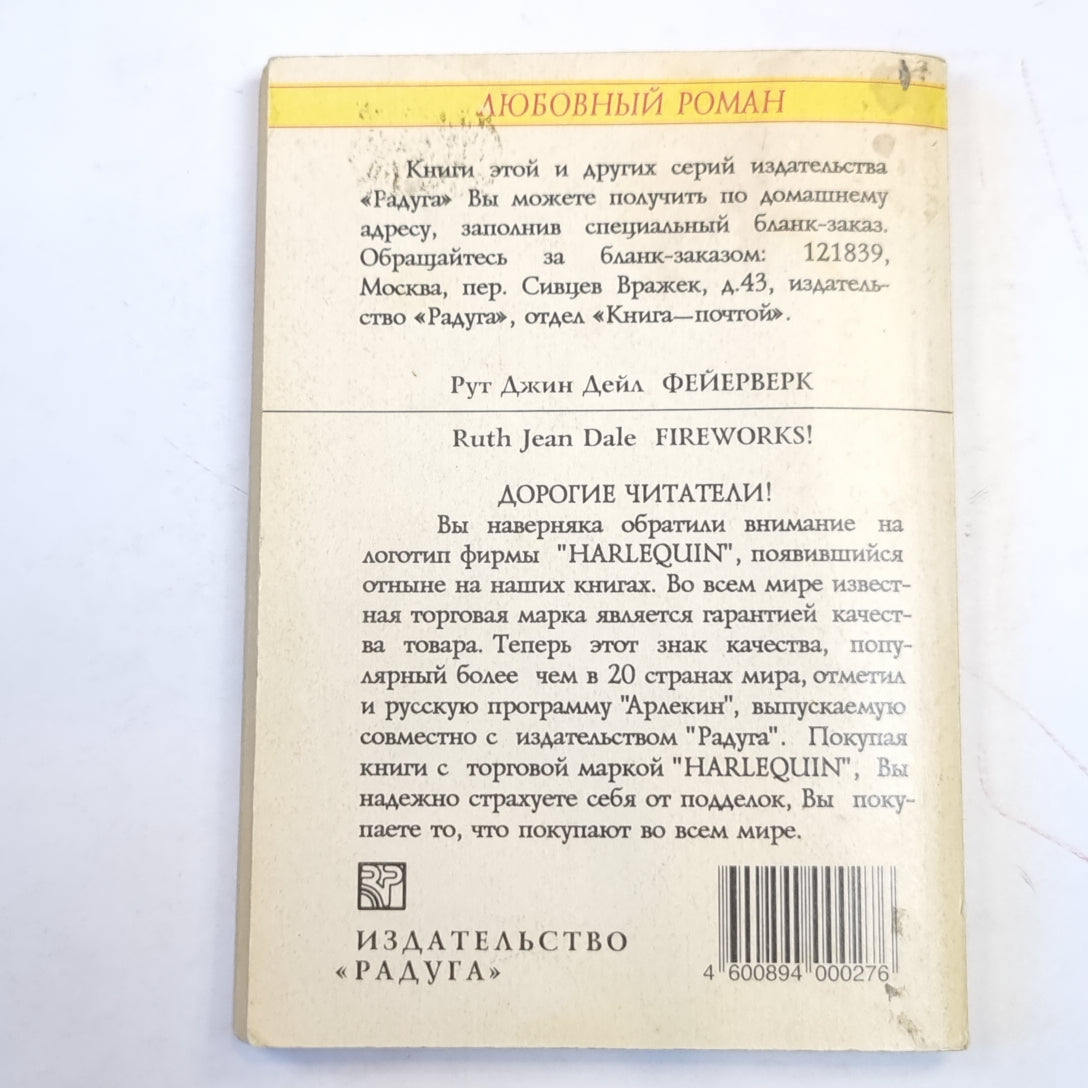 ЛЮБОВНЫЙ РОМАН
Книги этой и других серий издательства
«Радуга» Вы можете получить по домашнему
адресу, заполнив специальный бланк-заказ.
Обращайтесь за бланк-заказом: 121839,
Москва, пер. Сивцев Вражек, д.43, издатель-
ство «Радуга», отдел «Книга—почтой».
Рут Джин Дейл ФЕЙЕРВЕРК
Ruth Jean Dale FIREWORKS!
ДОРОГИЕ ЧИТАТЕЛИ!
Вы наверняка обратили внимание на
логотип фирмы "HARLEQUIN", появившийся
отныне на наших книгах. Во всем мире извест-
ная торговая марка является гарантией качест-
ва товара. Теперь этот знак качества, попу-
лярный более чем в 20 странах мира, отметил
и русскую программу "Арлекин", выпускаемую
совместно с издательством "Радуга". Покупая
книги с торговой маркой "HARLEQUIN", Вы
надежно страхуете себя от подделок, Вы поку-
паете то, что покупают во всем мире.
RP
ИЗДАТЕЛЬСТВО
«РАДУГА»
4 600894 000276